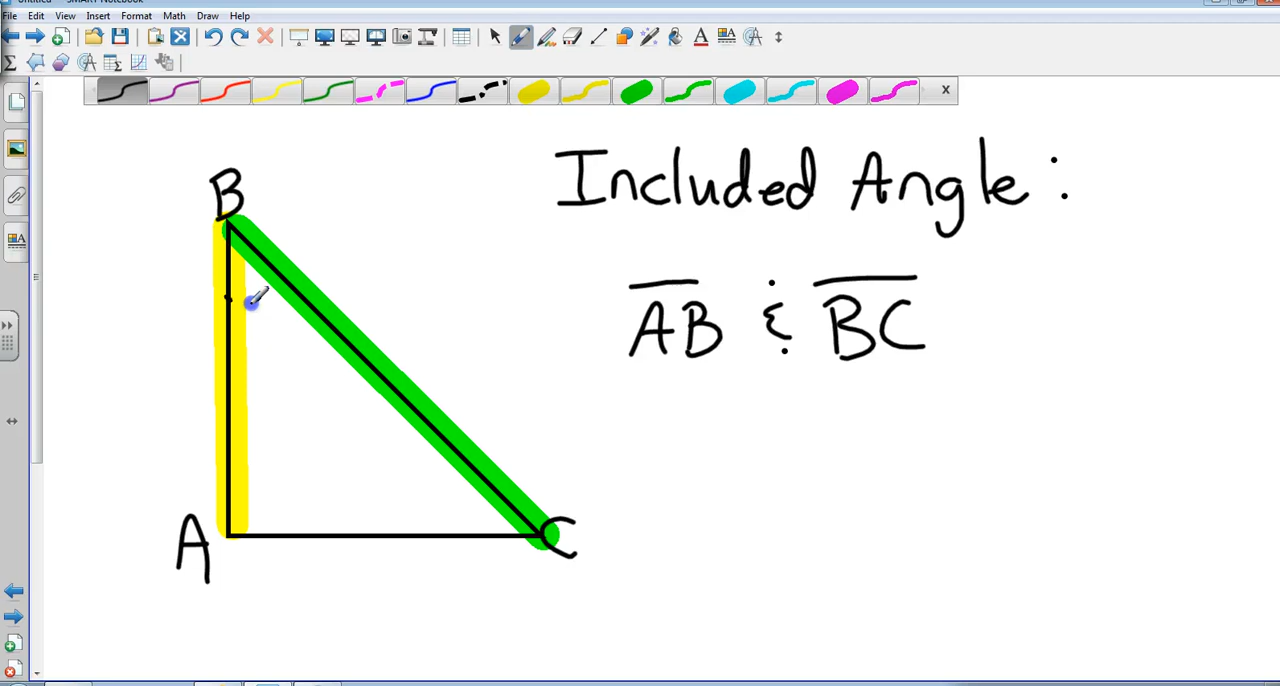 File Edit View Insert Format Math Draw Help
x
Included Angle :
B
AB & BC
A
C